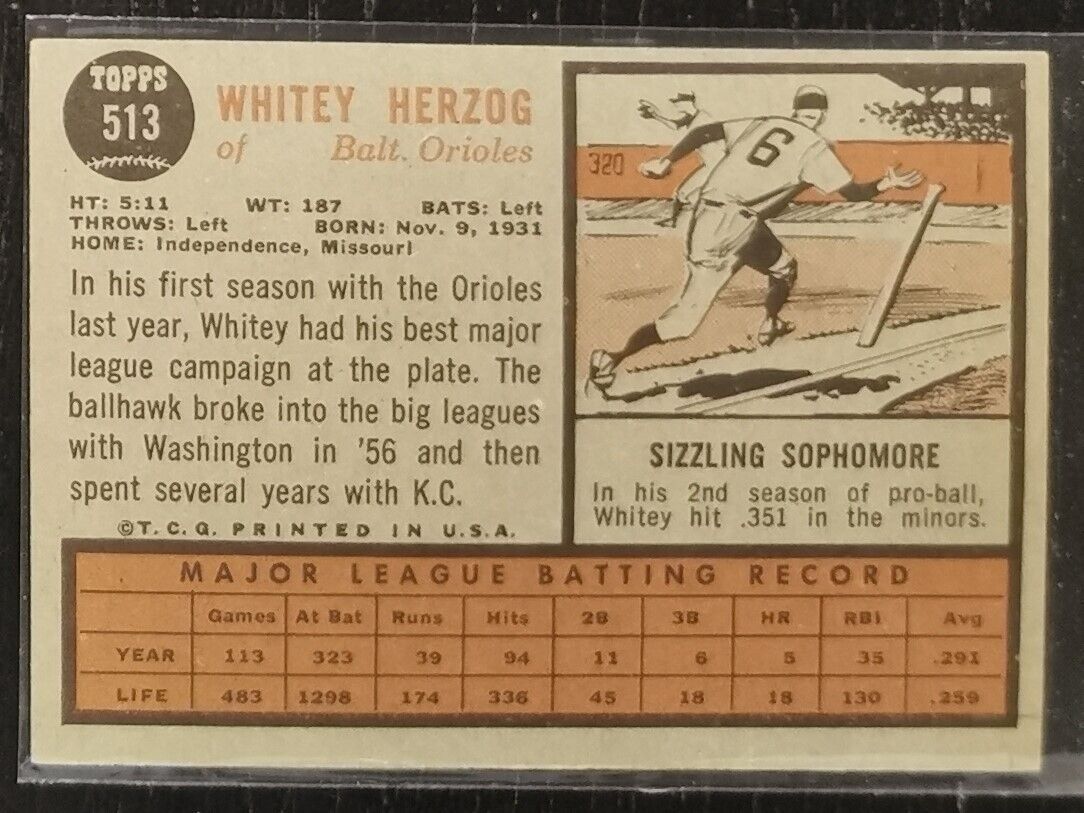 TOPPS
513
WHITEY HERZOG
of Balt. Orioles
HT: 5:11 WT: 187 BATS: Left
THROWS: Left BORN: Nov. 9, 1931
HOME: Independence, Missouri
In his first season with the Orioles
last year, Whitey had his best major
league campaign at the plate. The
ballhawk broke into the big leagues
with Washington in '56 and then
spent several years with K.C.
©T.C.G. PRINTED IN U.S.A.
320
6
SIZZLING SOPHOMORE
In his 2nd season of pro-ball,
Whitey hit .351 in the minors.
MAJOR LEAGUE BATTING RECORD
Games At Bat Runs Hits 2B 3B HR RBI Avg
YEAR 113 323 39 94 11 6 5 35 .291
LIFE 483 1298 174 336 45 18 18 130 .259